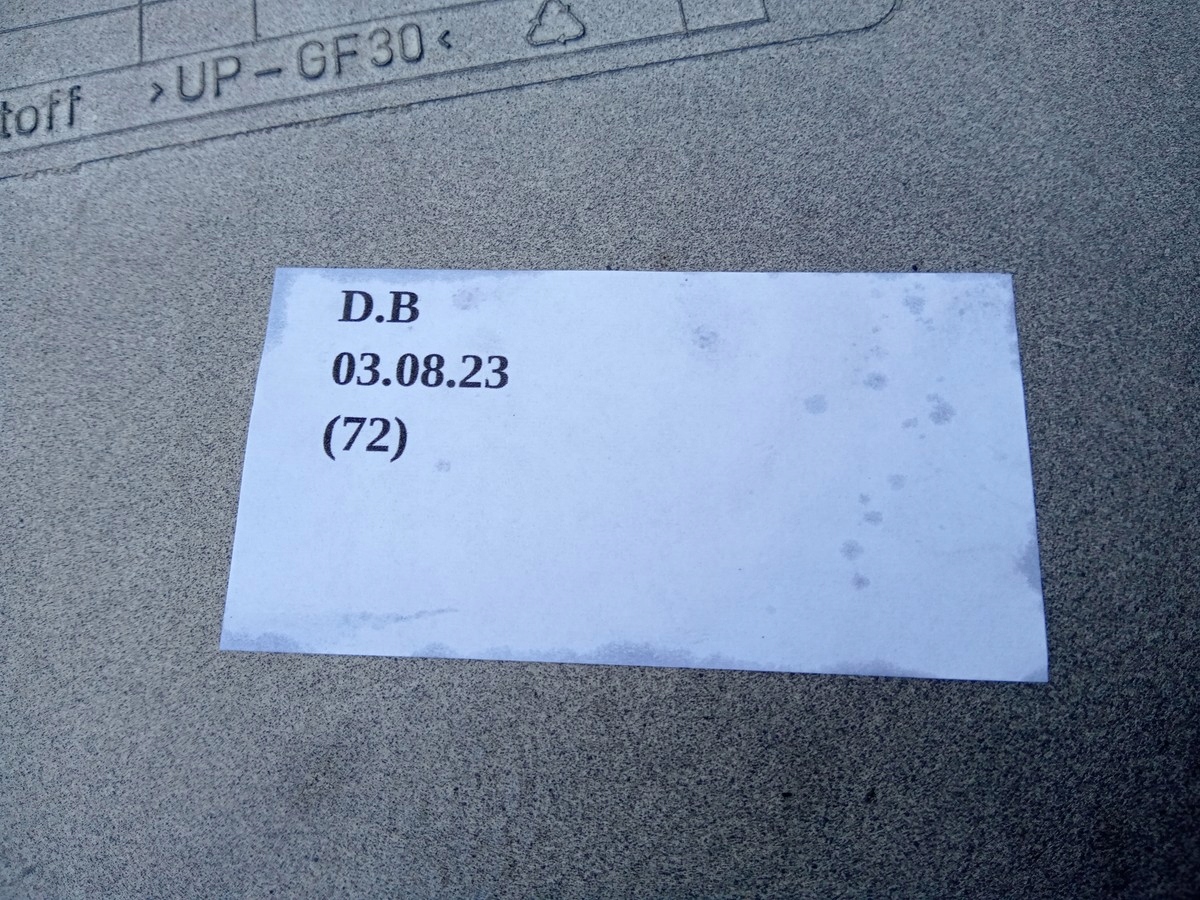 toff >UP-GF30<
D.B
03.08.23
(72)